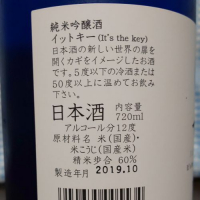 純米吟醸酒
イットキー(It's the key)
日本酒の新しい世界の扉を
開くカギをイメージしたお酒
です。5度以下の冷酒または
50度以上に温めてお飲み
下さい。
日本酒 内容量
720ml
アルコール分12度
原材料名 米(国産)・
米こうじ(国産米)
精米歩合 60%
製造年月 2019.10